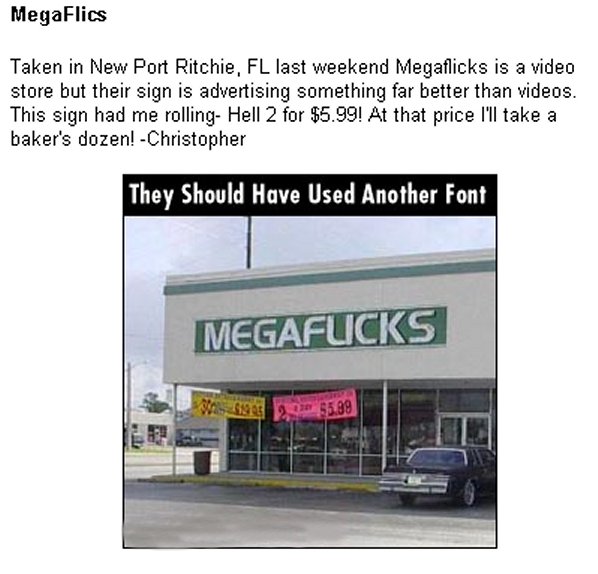 MegaFlics
Taken in New Port Ritchie, FL last weekend Megaflicks is a video
store but their sign is advertising something far better than videos.
This sign had me rolling- Hell 2 for $5.99! At that price I'll take a
baker's dozen! -Christopher
They Should Have Used Another Font
MEGAFLICKS
$19.95
2
$5.99